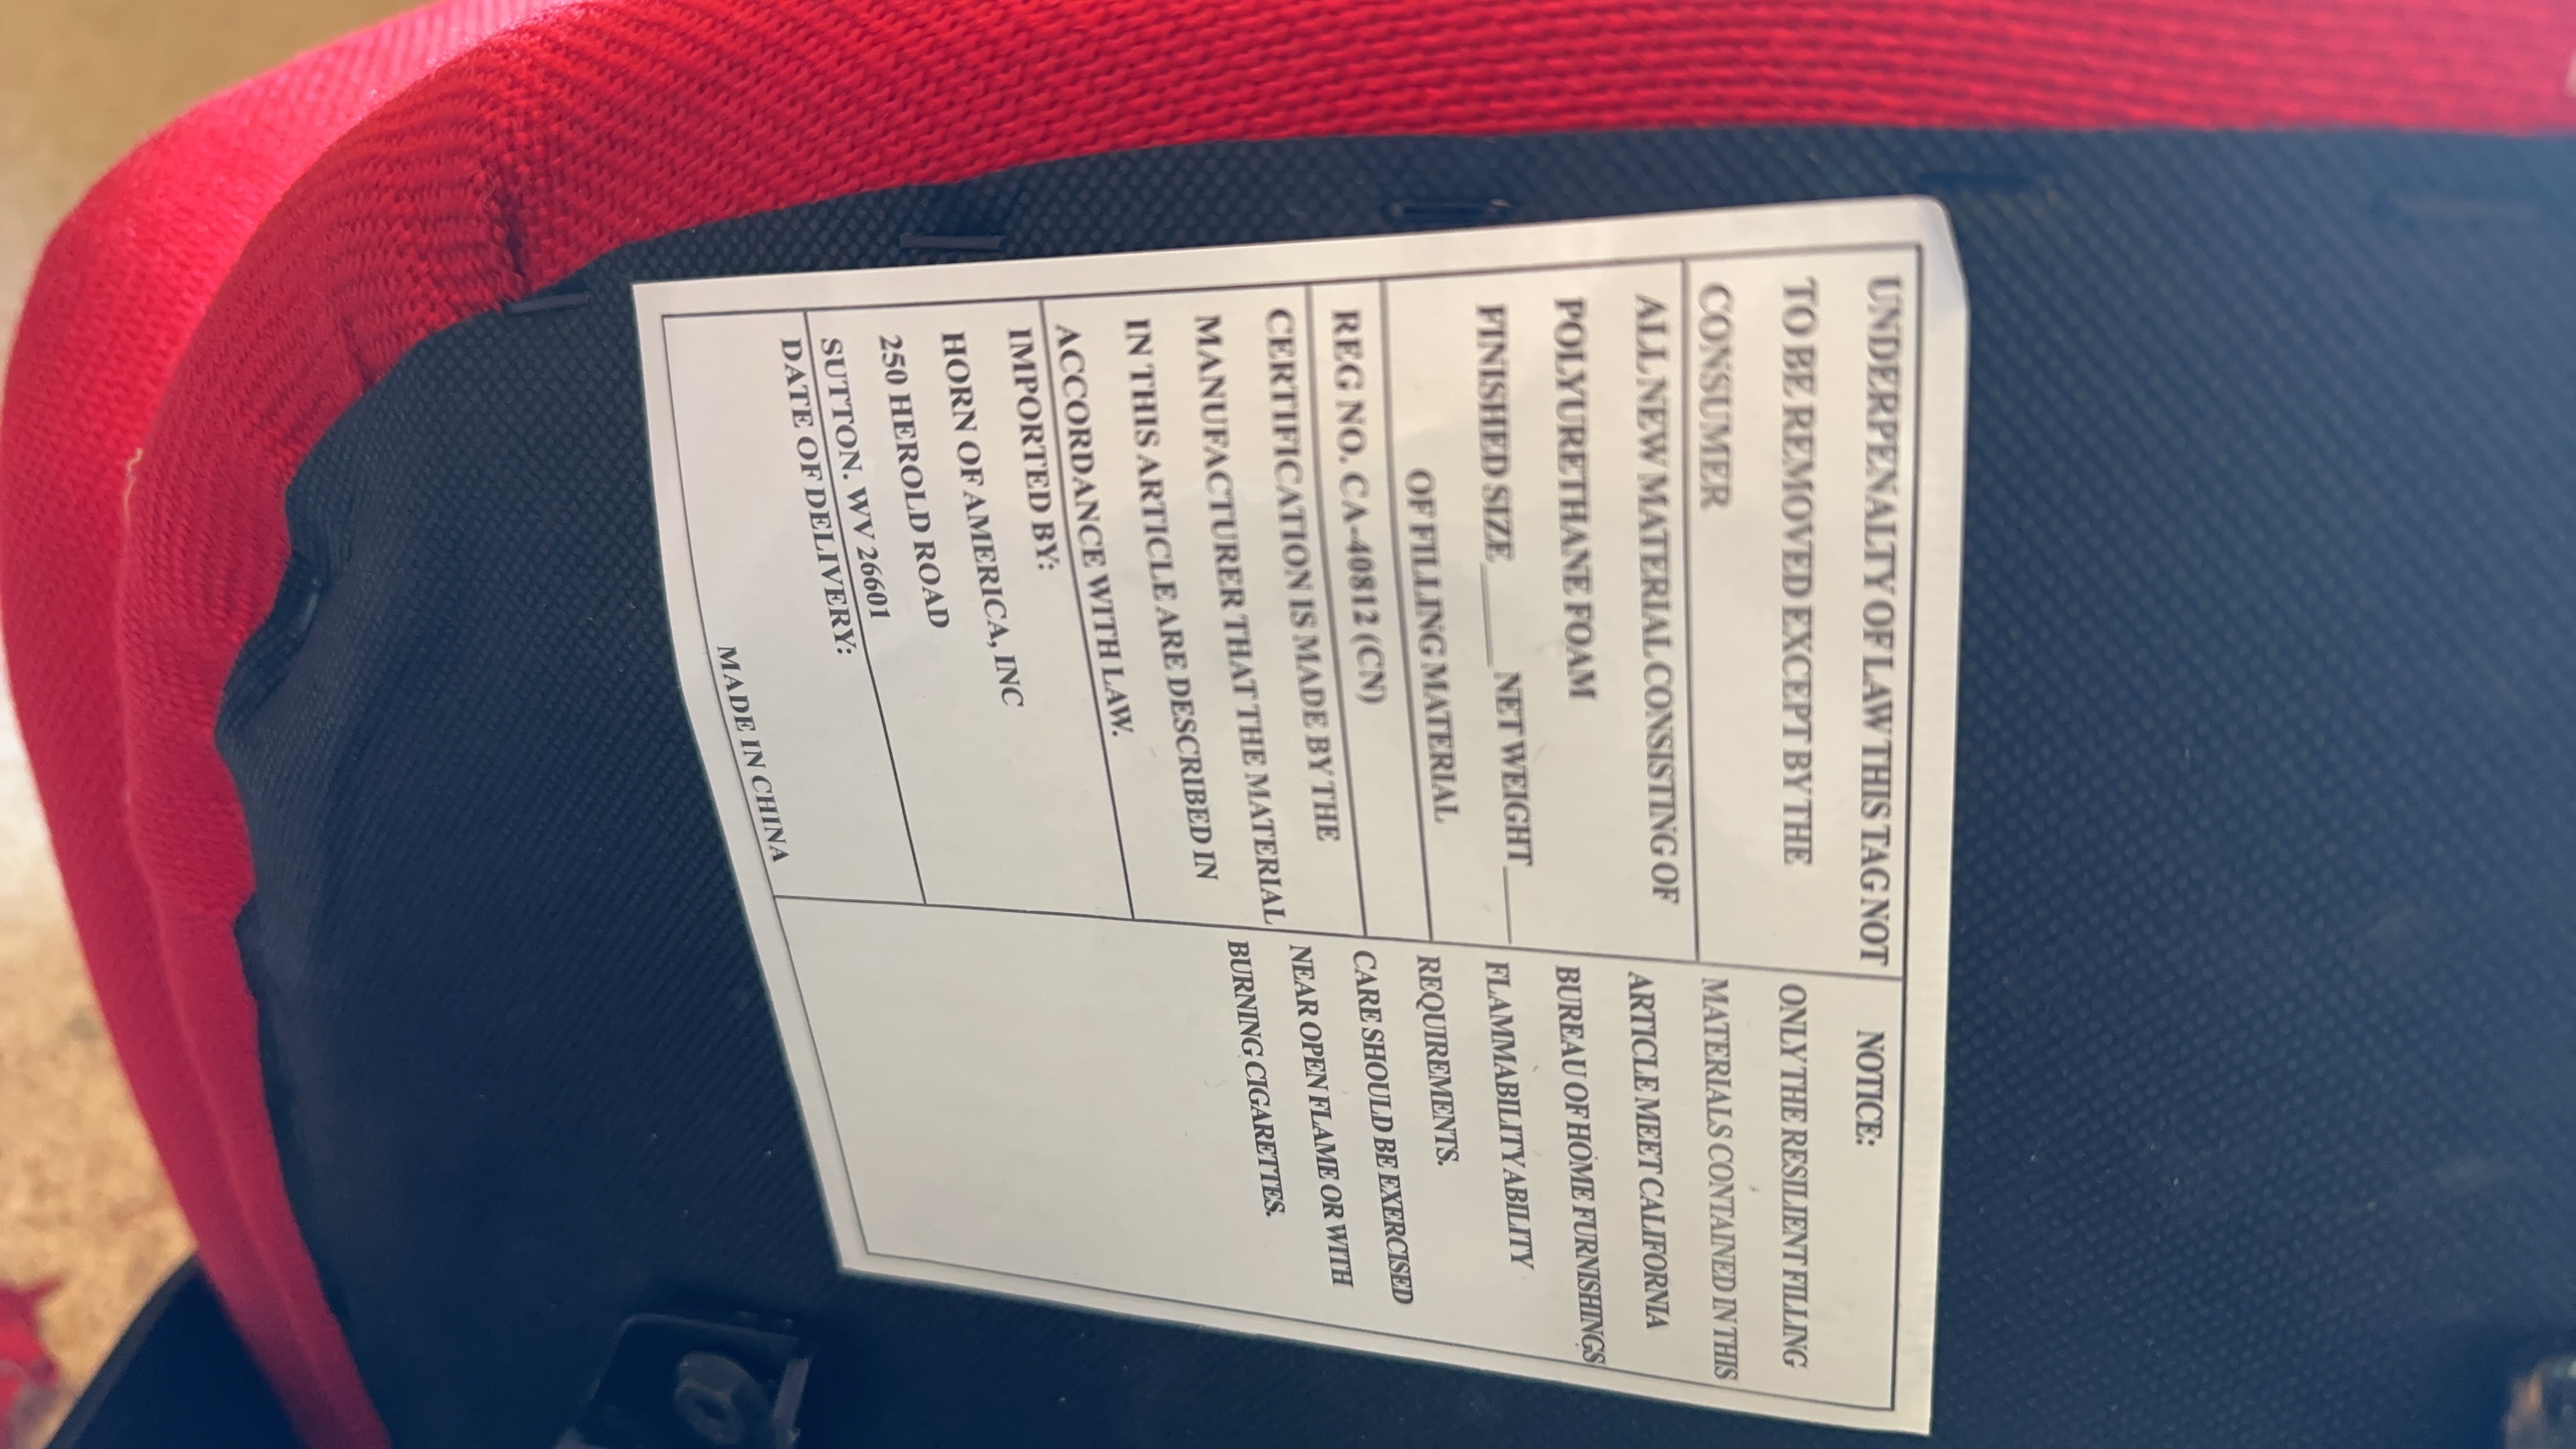 UNDERPENALTY OF LAW THIS TAG NOT
TO BE REMOVED EXCEPT BY THE
CONSUMER
ALL NEW MATERIAL CONSISTING OF
POLYURETHANE FOAM
FINISHED SIZE_____ NET WEIGHT_____
OF FILLING MATERIAL
REG NO. CA-40812 (CN)
CERTIFICATION IS MADE BY THE
MANUFACTURER THAT THE MATERIAL
IN THIS ARTICLE ARE DESCRIBED IN
ACCORDANCE WITH LAW.
IMPORTED BY:
HORN OF AMERICA, INC
250 HEROLD ROAD
SUTTON. WV 26601
DATE OF DELIVERY:
MADE IN CHINA
NOTICE:
ONLY THE RESILIENT FILLING
MATERIALS CONTAINED IN THIS
ARTICLE MEET CALIFORNIA
BUREAU OF HOME FURNISHINGS
FLAMMABILITY ABILITY
REQUIREMENTS.
CARE SHOULD BE EXERCISED
NEAR OPEN FLAME OR WITH
BURNING CIGARETTES.